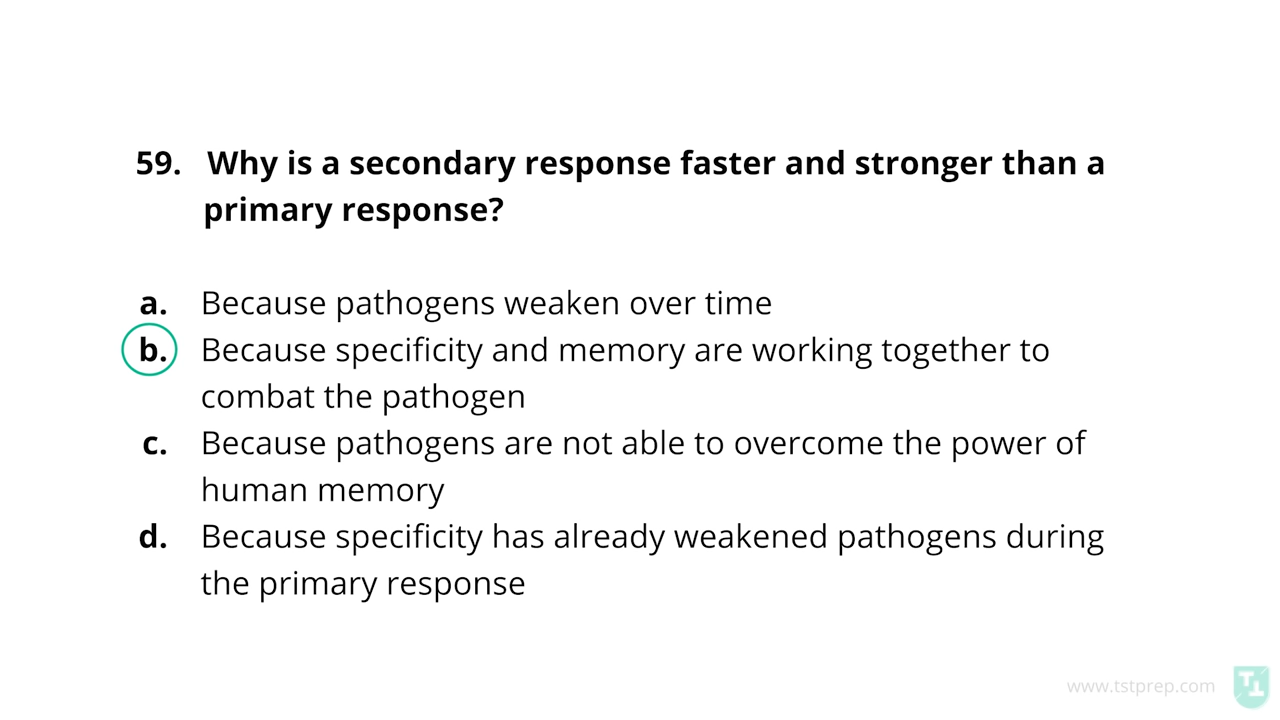 59. Why is a secondary response faster and stronger than a
primary response?
a. Because pathogens weaken over time
b. Because specificity and memory are working together to
combat the pathogen
c. Because pathogens are not able to overcome the power of
human memory
d. Because specificity has already weakened pathogens during
the primary response
www.tstprep.com